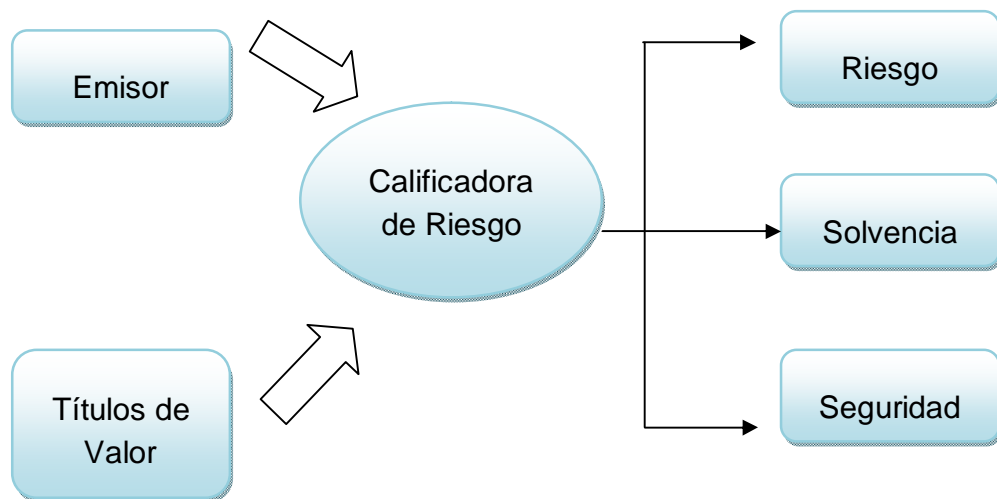 Emisor
Calificadora
de Riesgo
Títulos de
Valor
Riesgo
Solvencia
Seguridad